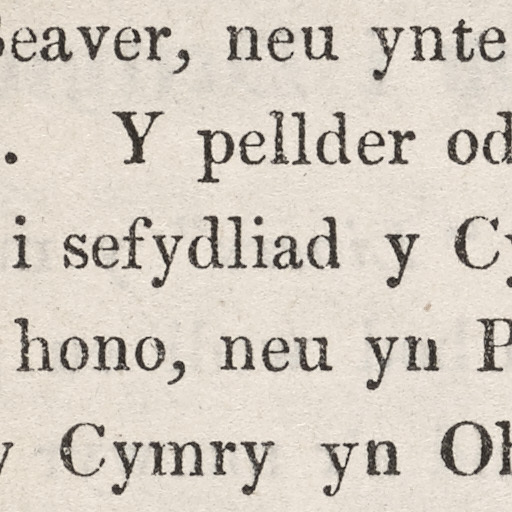 Beaver, neu ynte
. Y pellder od
i sefydliad y Cy
hono, neu yn P
y Cymry yn Oh